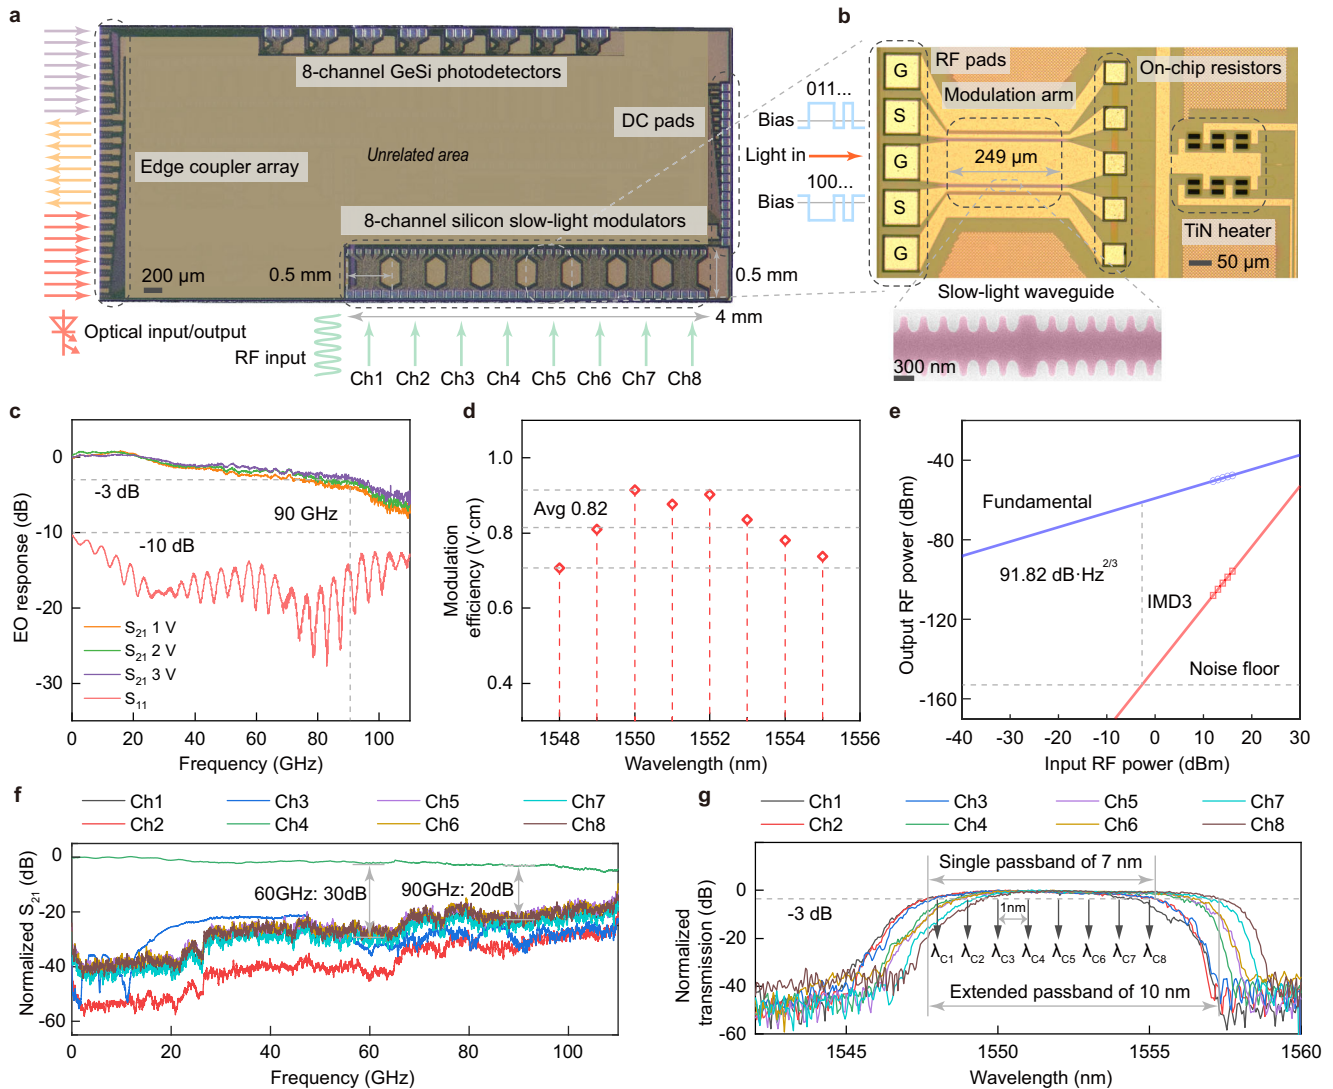 a
8-channel GeSi photodetectors
DC pads
Edge coupler array
Unrelated area
8-channel silicon slow-light modulators
200 µm
0.5 mm
0.5 mm
4 mm
Optical input/output
RF input
Ch1 Ch2 Ch3 Ch4 Ch5 Ch6 Ch7 Ch8
b
011...
Bias
Light in
100...
Bias
G
S
G
S
G
RF pads
Modulation arm
On-chip resistors
249 µm
TiN heater
50 µm
Slow-light waveguide
300 nm
c
EO response (dB)
0
-10
-20
-30
-3 dB
90 GHz
-10 dB
S21 1 V
S21 2 V
S21 3 V
S11
0 20 40 60 80 100
Frequency (GHz)
d
Modulation
efficiency (V·cm)
1.0
0.8
0.6
0.4
Avg 0.82
1548 1550 1552 1554 1556
Wavelength (nm)
e
Output RF power (dBm)
-40
-80
-120
-160
Fundamental
91.82 dB·Hz2/3
IMD3
Noise floor
-40 -30 -20 -10 0 10 20 30
Input RF power (dBm)
f
Ch1 Ch3 Ch5 Ch7
Ch2 Ch4 Ch6 Ch8
Normalized S21 (dB)
0
-20
-40
-60
60GHz: 30dB
90GHz: 20dB
0 20 40 60 80 100
Frequency (GHz)
g
Ch1 Ch3 Ch5 Ch7
Ch2 Ch4 Ch6 Ch8
Normalized
transmission (dB)
20
0
-20
-40
-60
Single passband of 7 nm
-3 dB
1nm
λC1 λC2 λC3 λC4 λC5 λC6 λC7 λC8
Extended passband of 10 nm
1545 1550 1555 1560
Wavelength (nm)